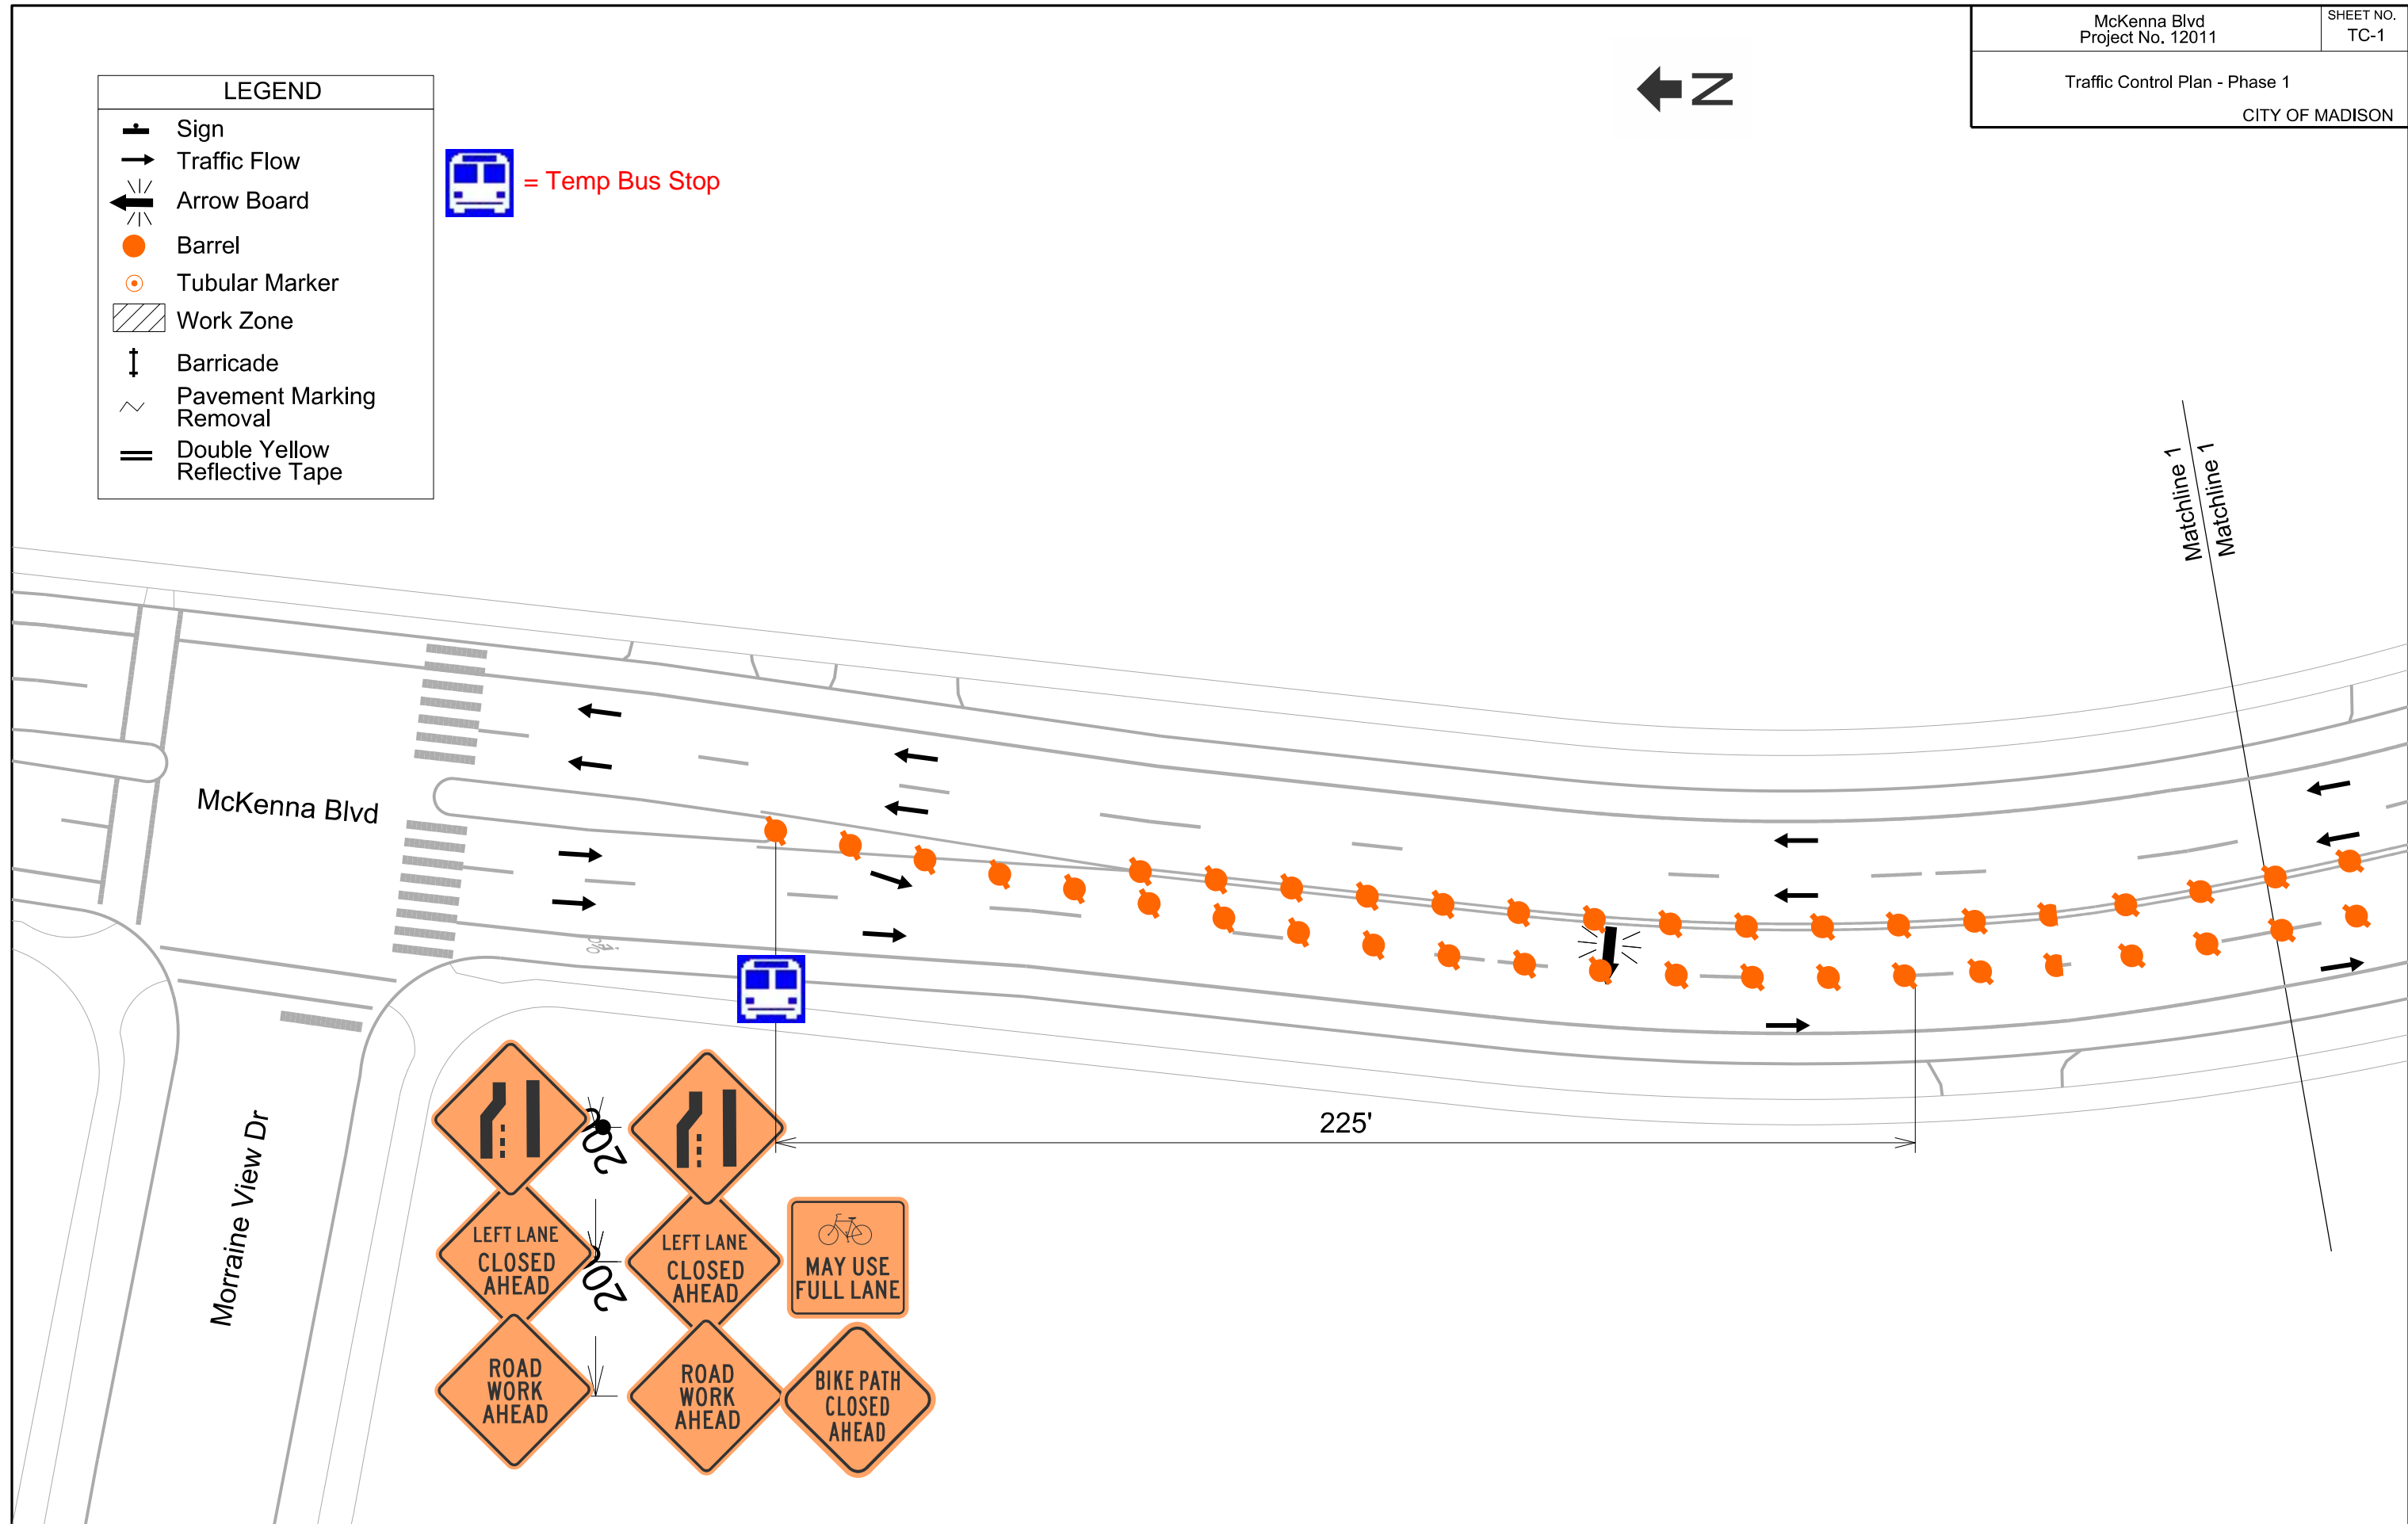 McKenna Blvd
Project No. 12011
SHEET NO.
TC-1
Traffic Control Plan - Phase 1
CITY OF MADISON
N
LEGEND
Sign
Traffic Flow
Arrow Board
Barrel
Tubular Marker
Work Zone
Barricade
Pavement Marking
Removal
Double Yellow
Reflective Tape
= Temp Bus Stop
Matchline 1
Matchline 1
McKenna Blvd
Morraine View Dr
225'
LEFT LANE
CLOSED
AHEAD
ROAD
WORK
AHEAD
LEFT LANE
CLOSED
AHEAD
ROAD
WORK
AHEAD
MAY USE
FULL LANE
BIKE PATH
CLOSED
AHEAD